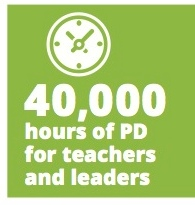 40,000
hours of PD
for teachers
and leaders